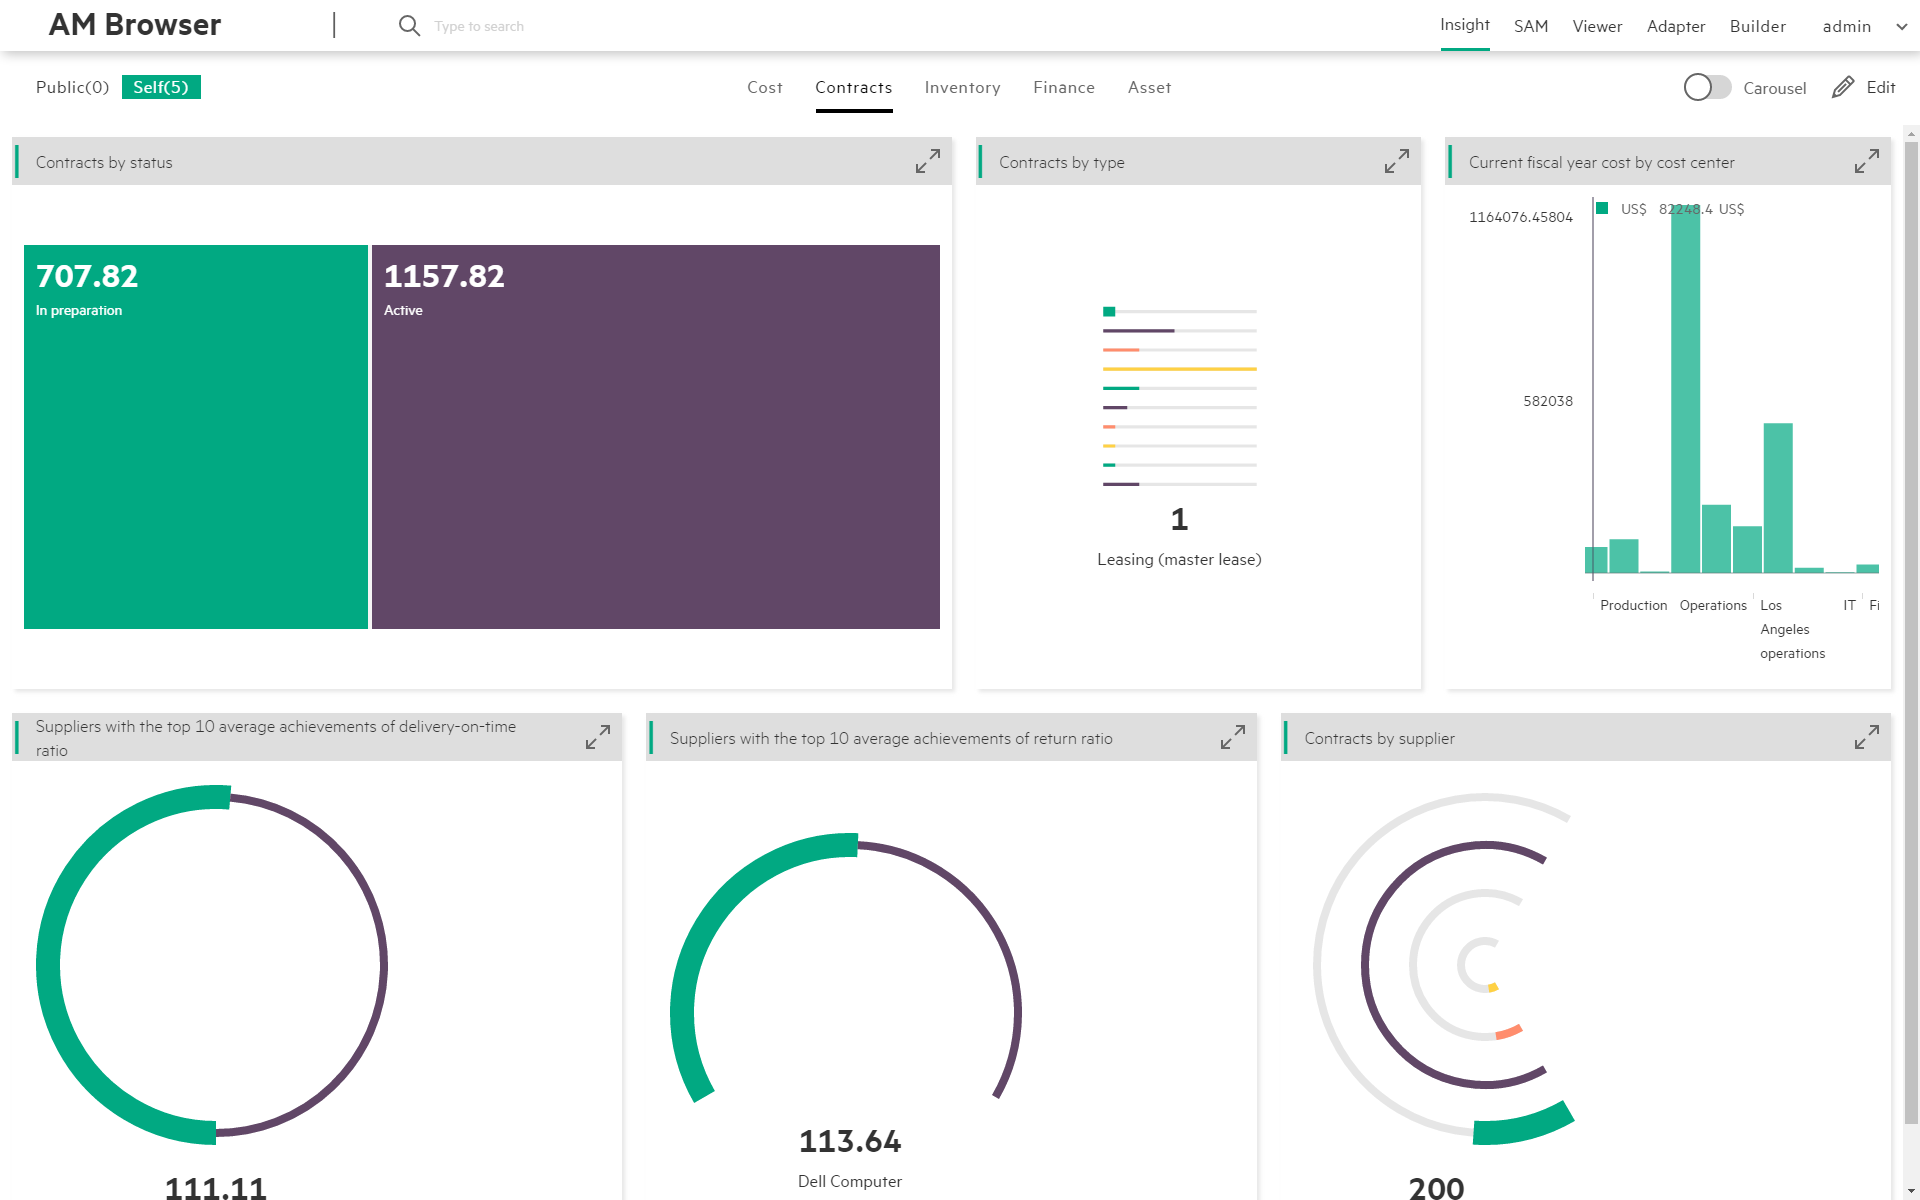 AM Browser
Type to search
Insight SAM Viewer Adapter Builder admin
Public(0) Self(5)
Cost Contracts Inventory Finance Asset
Carousel Edit
Contracts by status
707.82
In preparation
1157.82
Active
Contracts by type
1
Leasing (master lease)
Current fiscal year cost by cost center
US$ 82248.4 US$
1164076.45804
582038
Production Operations Los Angeles operations IT Fi
Suppliers with the top 10 average achievements of delivery-on-time
ratio
111.11
Suppliers with the top 10 average achievements of return ratio
113.64
Dell Computer
Contracts by supplier
200